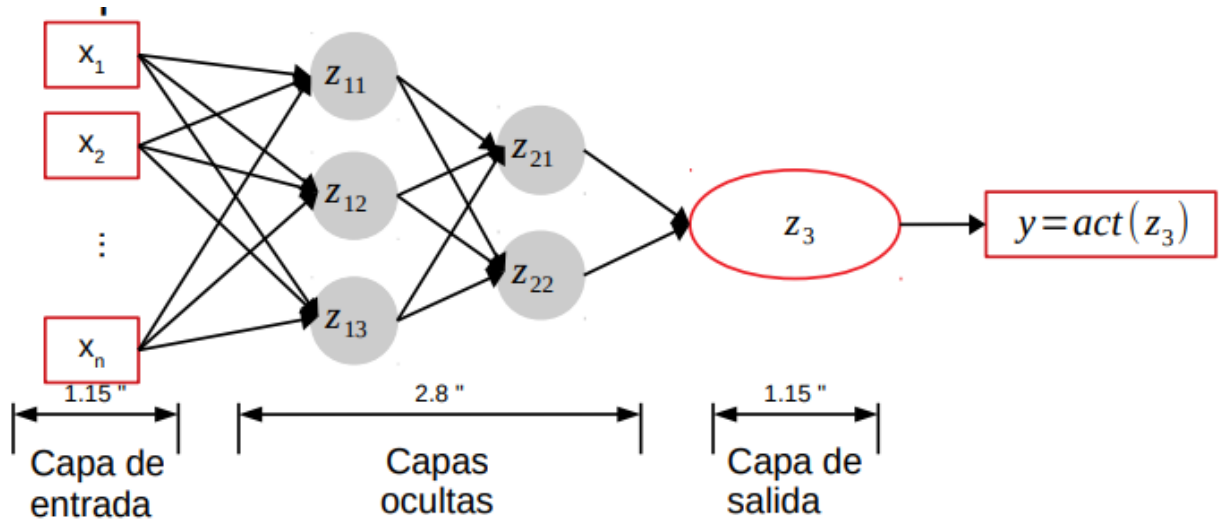 x1
x2
...
xn
z11
z12
z13
z21
z22
z3
y=act(z3)
1.15 "
2.8 "
1.15 "
Capa de
entrada
Capas
ocultas
Capa de
salida